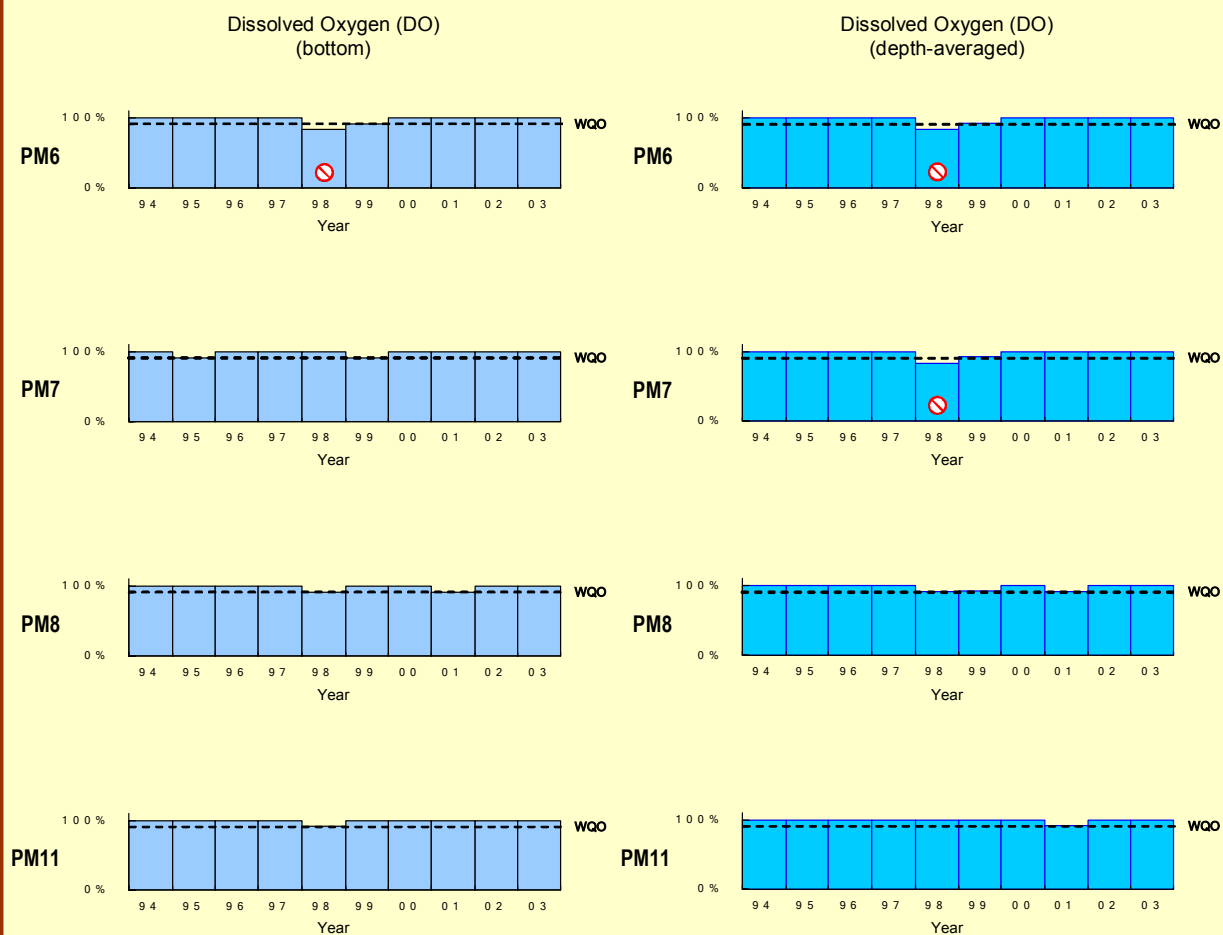 Dissolved Oxygen (DO)
(bottom)
Dissolved Oxygen (DO)
(depth-averaged)
PM6
100%
0%
WQO
94 95 96 97 98 99 00 01 02 03
Year
PM6
100%
0%
WQO
94 95 96 97 98 99 00 01 02 03
Year
PM7
100%
0%
WQO
94 95 96 97 98 99 00 01 02 03
Year
PM7
100%
0%
WQO
94 95 96 97 98 99 00 01 02 03
Year
PM8
100%
0%
WQO
94 95 96 97 98 99 00 01 02 03
Year
PM8
100%
0%
WQO
94 95 96 97 98 99 00 01 02 03
Year
PM11
100%
0%
WQO
94 95 96 97 98 99 00 01 02 03
Year
PM11
100%
0%
WQO
94 95 96 97 98 99 00 01 02 03
Year